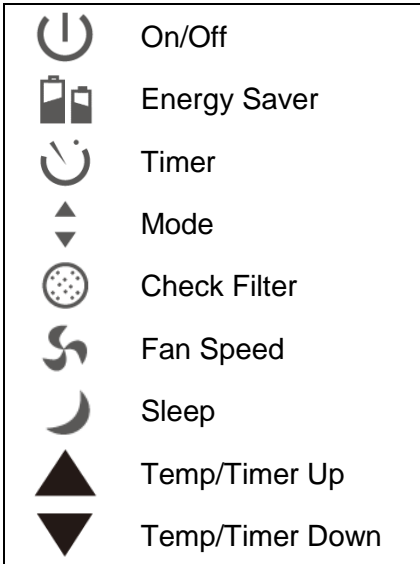 On/Off
Energy Saver
Timer
Mode
Check Filter
Fan Speed
Sleep
Temp/Timer Up
Temp/Timer Down